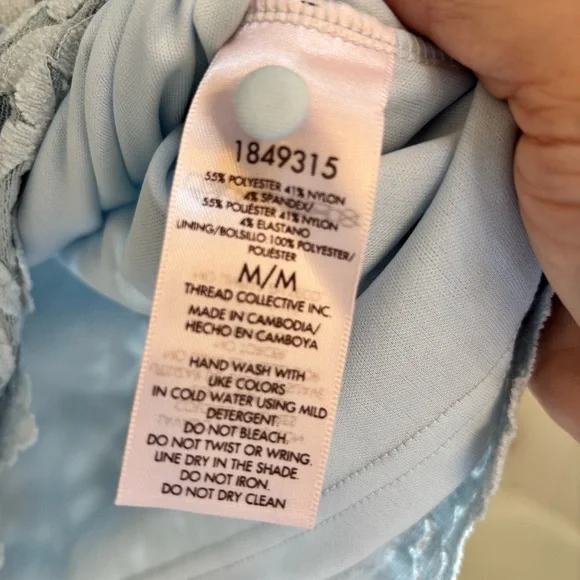 1849315
55% POLYESTER 41% NYLON
4% SPANDEX/
55% POLIÉSTER 41% NYLON
4% ELASTANO
LINING/BOLSILLO 100% POLYESTER/
POLIÉSTER
M/M
THREAD COLLECTIVE INC.
MADE IN CAMBODIA/
HECHO EN CAMBOYA
HAND WASH WITH
LIKE COLORS
IN COLD WATER USING MILD
DETERGENT.
DO NOT BLEACH.
DO NOT TWIST OR WRING.
LINE DRY IN THE SHADE.
DO NOT IRON.
DO NOT DRY CLEAN